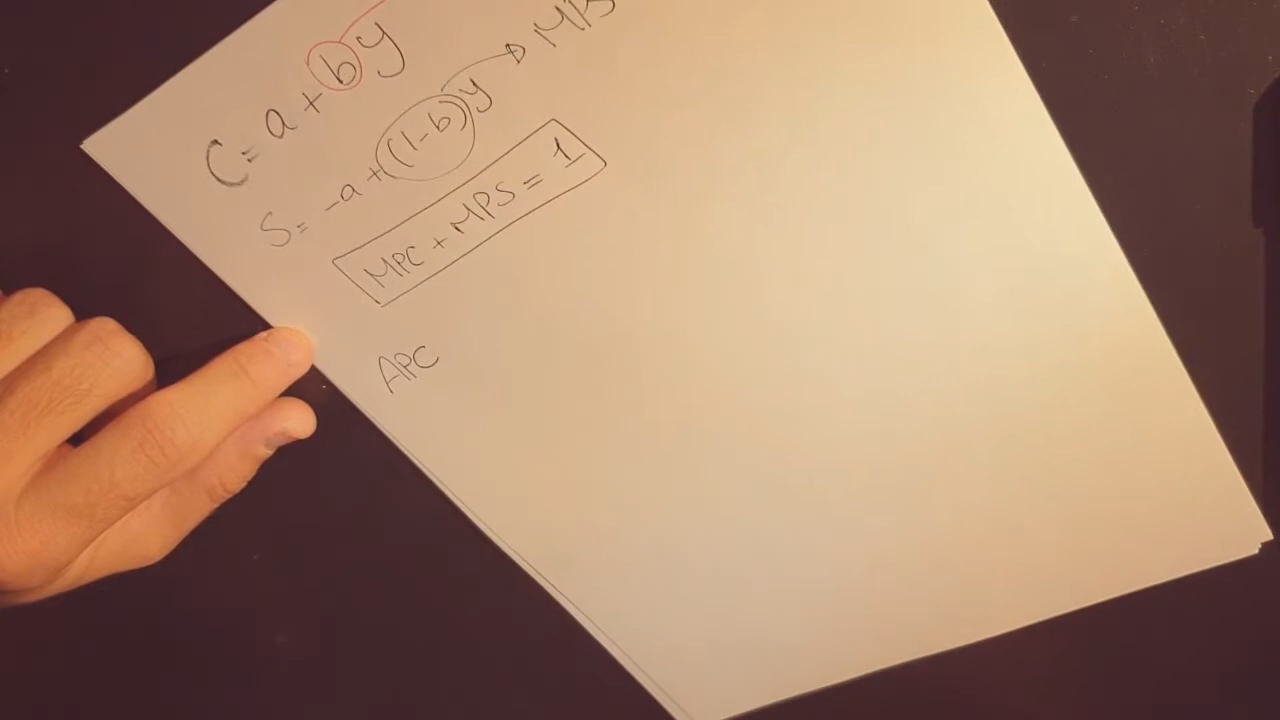 C = a + by
S = -a + (1-b)y → MPS
MPC + MPS = 1
APC